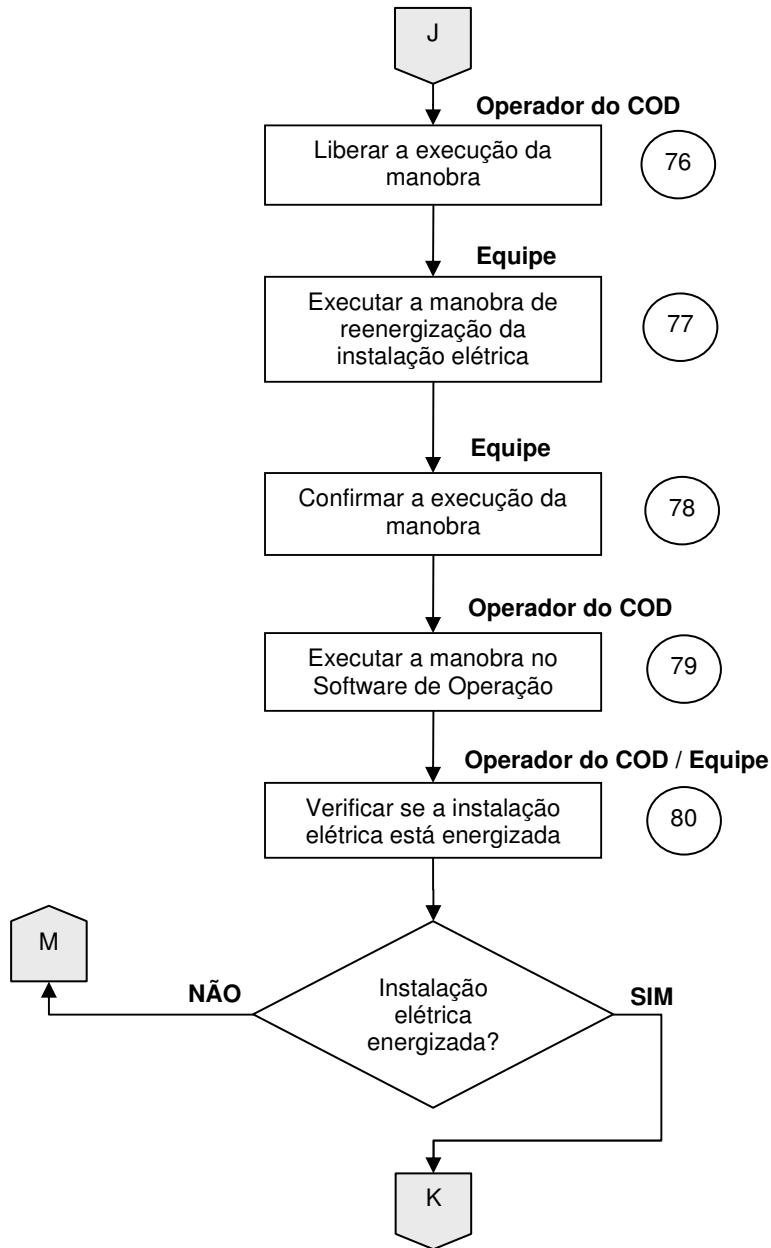 J
Operador do COD
Liberar a execução da
manobra
76
Equipe
Executar a manobra de
reenergização da
instalação elétrica
77
Equipe
Confirmar a execução da
manobra
78
Operador do COD
Executar a manobra no
Software de Operação
79
Operador do COD / Equipe
Verificar se a instalação
elétrica está energizada
80
M
NÃO
Instalação
elétrica
energizada?
SIM
K